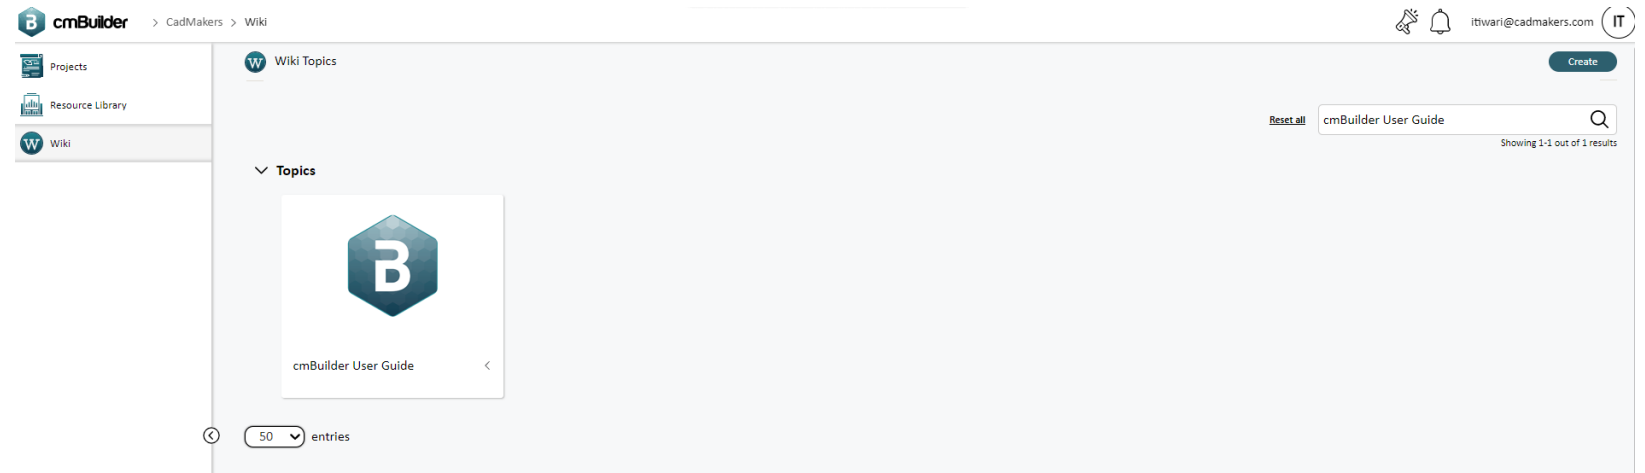 B cmBuilder > CadMakers > Wiki itiwari@cadmakers.com IT
Projects
Resource Library
W Wiki
W Wiki Topics Create
Reset all cmBuilder User Guide
Showing 1-1 out of 1 results
Topics
B
cmBuilder User Guide
50 entries